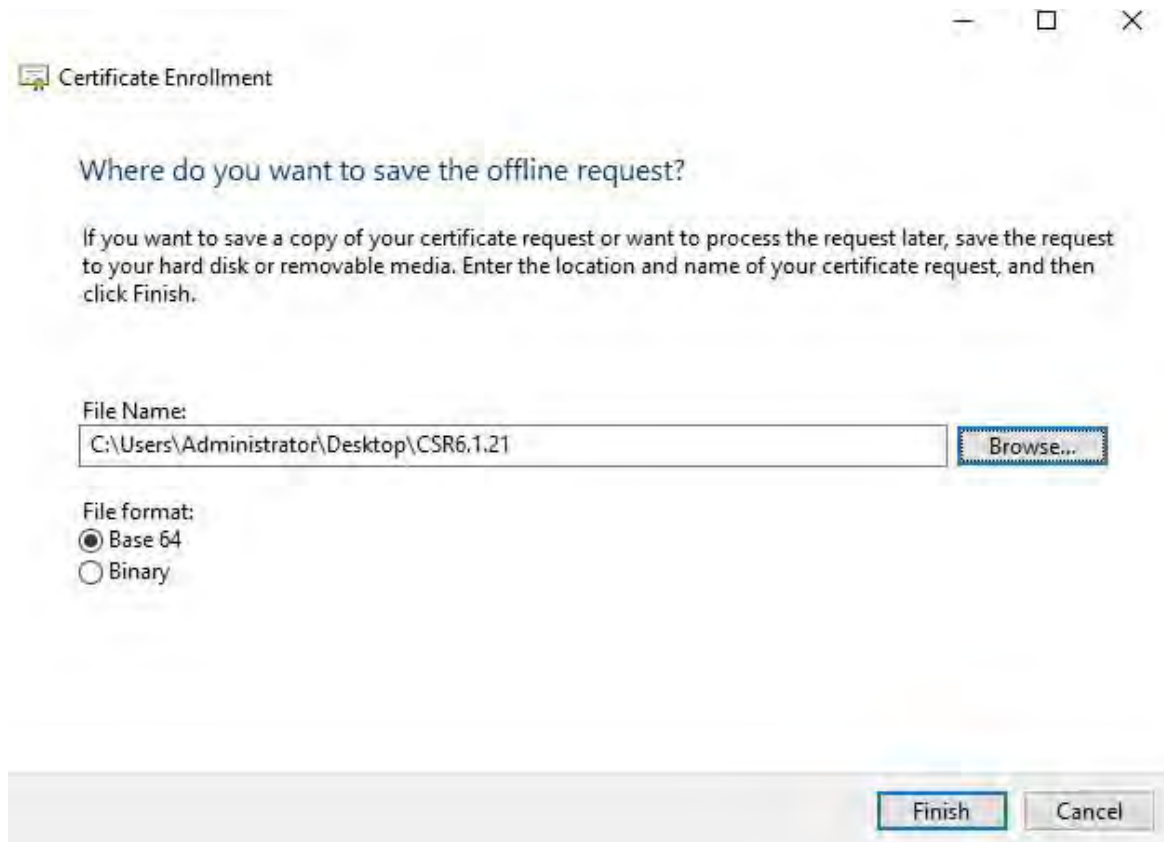 Certificate Enrollment
Where do you want to save the offline request?
If you want to save a copy of your certificate request or want to process the request later, save the request
to your hard disk or removable media. Enter the location and name of your certificate request, and then
click Finish.
File Name:
C:\Users\Administrator\Desktop\CSR6.1.21
Browse...
File format:
Base 64
Binary
Finish
Cancel